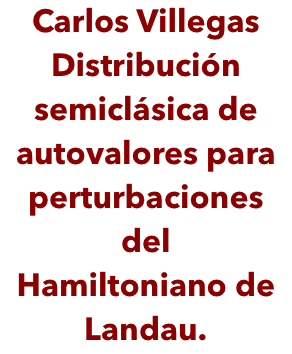 Carlos Villegas
Distribución
semiclásica de
autovalores para
perturbaciones
del
Hamiltoniano de
Landau.